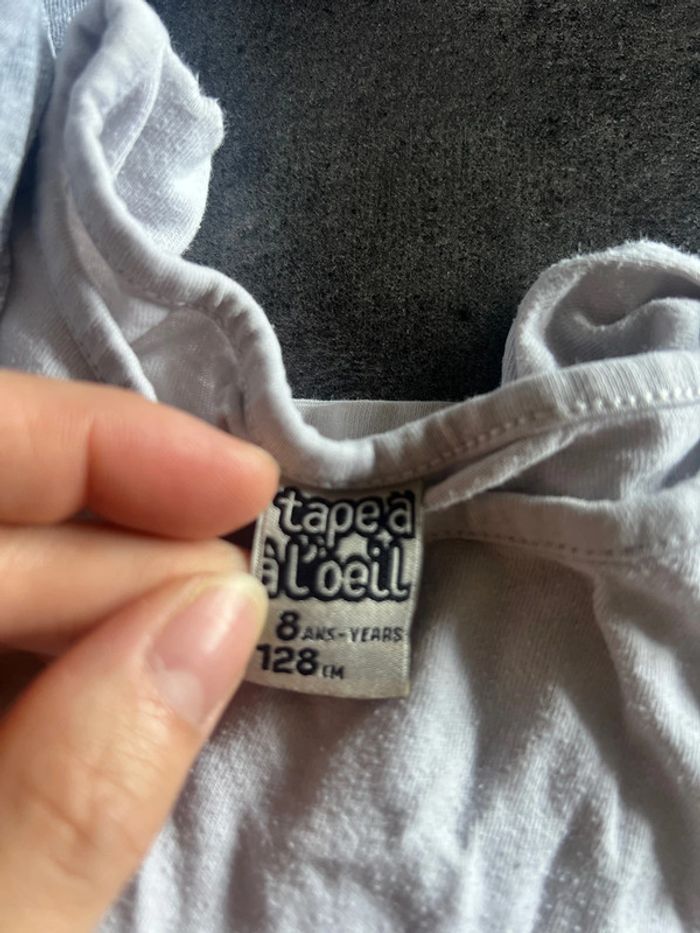 tape à
à l'oeil
8 ANS-YEARS
128 CM